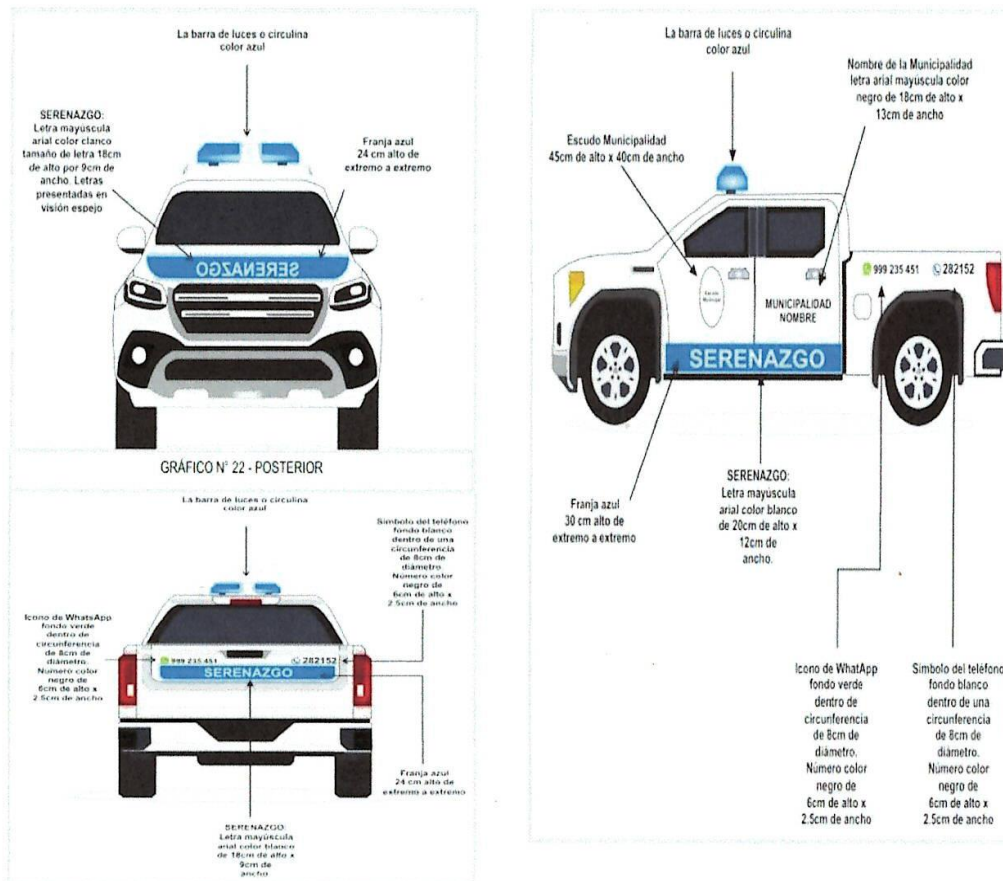 La barra de luces o circulina
color azul
SERENAZGO:
Letra mayúscula
arial color clanco
tamaño de letra 18cm
de alto por 9cm de
ancho. Letras
presentadas en
visión espejo
Franja azul
24 cm alto de
extremo a extremo
SERENAZGO
GRÁFICO N° 22 - POSTERIOR
La barra de luces o circulina
color azul
Simbolo del teléfono
fondo blanco
dentro de una
circunferencia
de 8cm de
diámetro
Número color
negro de
6cm de alto x
2.5cm de ancho
Icono de WhatsApp
fondo verde
dentro de
circunferencia
de 8cm de
diámetro.
Número color
negro de
6cm de alto x
2.5cm de ancho
999 235 451 282152
SERENAZGO
Franja azul
24 cm alto de
extremo a extremo
SERENAZGO:
Letra mayúscula
arial color blanco
de 18cm de alto x
9cm de
ancho
La barra de luces o circulina
color azul
Nombre de la Municipalidad
letra arial mayúscula color
negro de 18cm de alto x
13cm de ancho
Escudo Municipalidad
45cm de alto x 40cm de ancho
999 235 451 282152
Escudo
Municipal
MUNICIPALIDAD
NOMBRE
SERENAZGO
Franja azul
30 cm alto de
extremo a extremo
SERENAZGO:
Letra mayúscula
arial color blanco
de 20cm de alto x
12cm de
ancho.
Icono de WhatApp
fondo verde
dentro de
circunferencia
de 8cm de
diámetro.
Número color
negro de
6cm de alto x
2.5cm de ancho
Simbolo del teléfono
fondo blanco
dentro de una
circunferencia
de 8cm de
diámetro.
Número color
negro de
6cm de alto x
2.5cm de ancho